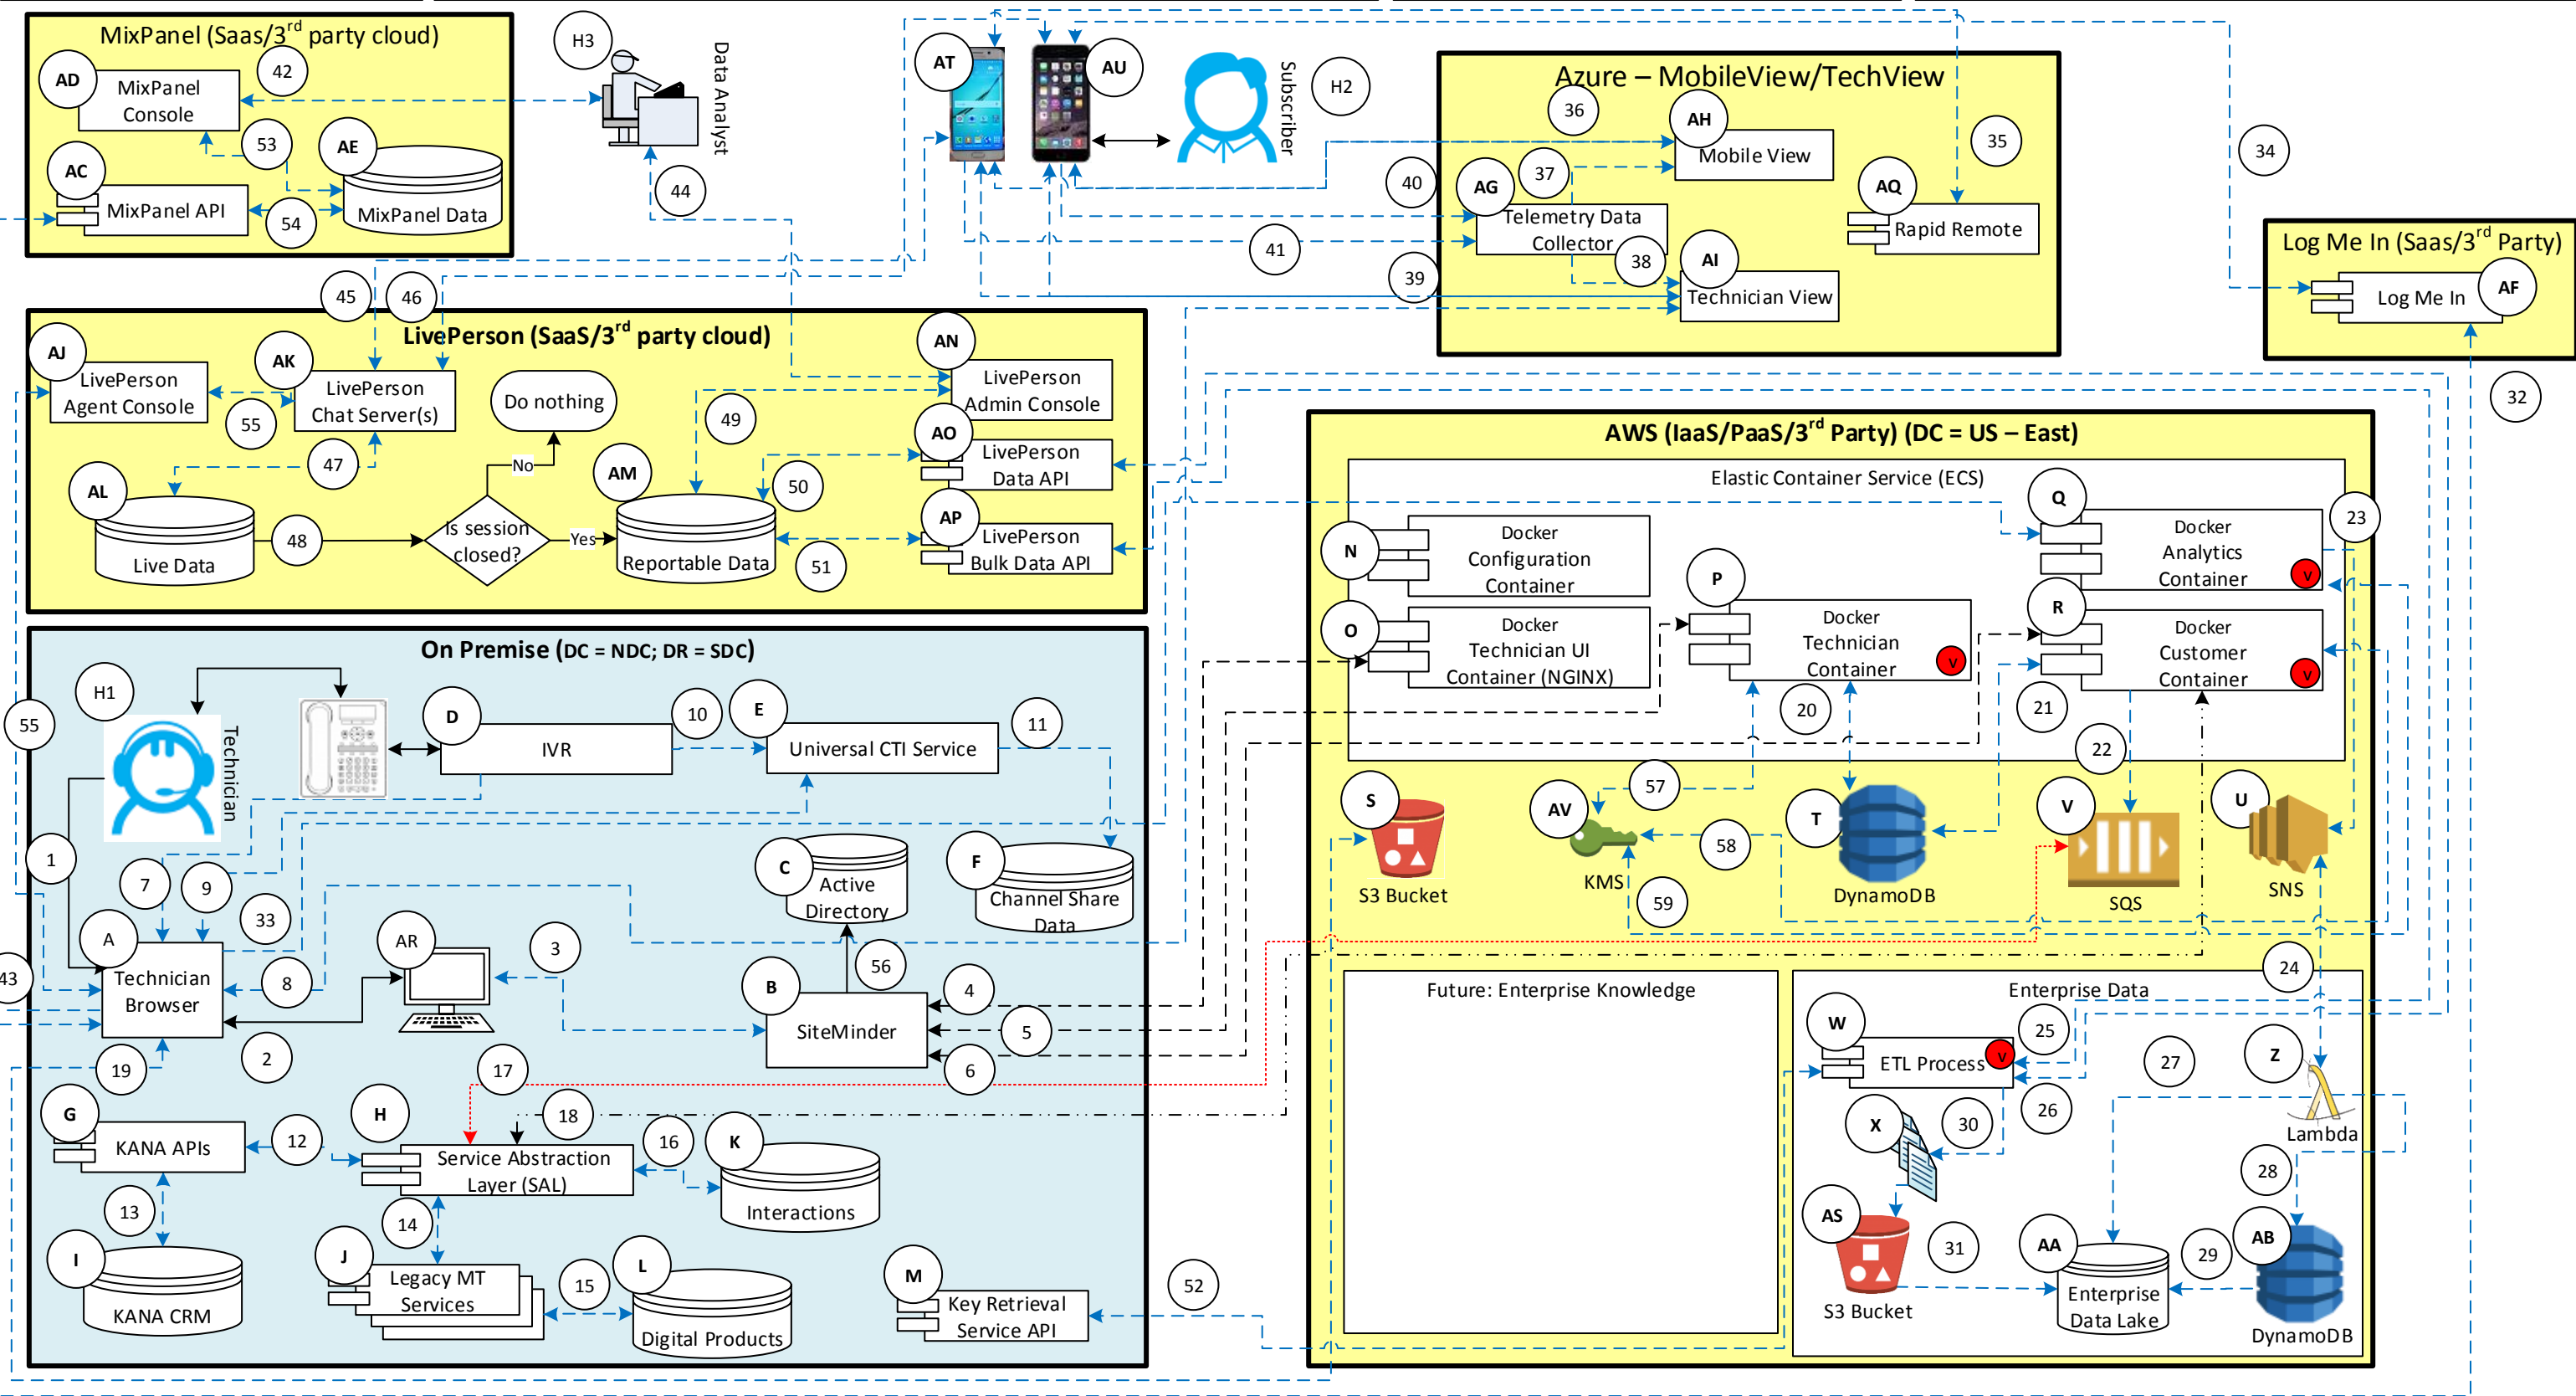 MixPanel (Saas/3rd party cloud)
AD
MixPanel
Console
42
53
AE
AC
MixPanel API
54
MixPanel Data
H3
Data Analyst
44
AT
AU
Subscriber
H2
Azure – MobileView/TechView
36
AH
Mobile View
35
37
40
AG
Telemetry Data
Collector
AQ
Rapid Remote
41
38
AI
39
Technician View
34
Log Me In (Saas/3rd Party)
Log Me In
AF
32
45
46
LivePerson (SaaS/3rd party cloud)
AJ
LivePerson
Agent Console
55
AK
LivePerson
Chat Server(s)
47
Do nothing
No
AL
Live Data
48
Is session
closed?
Yes
AM
Reportable Data
49
50
51
AN
LivePerson
Admin Console
AO
LivePerson
Data API
AP
LivePerson
Bulk Data API
AWS (IaaS/PaaS/3rd Party) (DC = US – East)
Elastic Container Service (ECS)
N
Docker
Configuration
Container
O
Docker
Technician UI
Container (NGINX)
P
Docker
Technician
Container
V
Q
Docker
Analytics
Container
V
23
R
Docker
Customer
Container
V
20
21
22
57
58
59
S
S3 Bucket
AV
KMS
T
DynamoDB
V
SQS
U
SNS
24
Future: Enterprise Knowledge
Enterprise Data
W
ETL Process
V
25
26
27
Z
Lambda
X
30
28
AS
S3 Bucket
31
AA
Enterprise
Data Lake
29
AB
DynamoDB
On Premise (DC = NDC; DR = SDC)
H1
Technician
55
1
D
IVR
10
E
Universal CTI Service
11
7
9
33
C
Active
Directory
F
Channel Share
Data
A
Technician
Browser
43
8
AR
3
56
B
SiteMinder
4
5
6
19
2
17
18
G
KANA APIs
12
H
Service Abstraction
Layer (SAL)
16
K
Interactions
13
14
I
KANA CRM
J
Legacy MT
Services
15
L
Digital Products
M
Key Retrieval
Service API
52